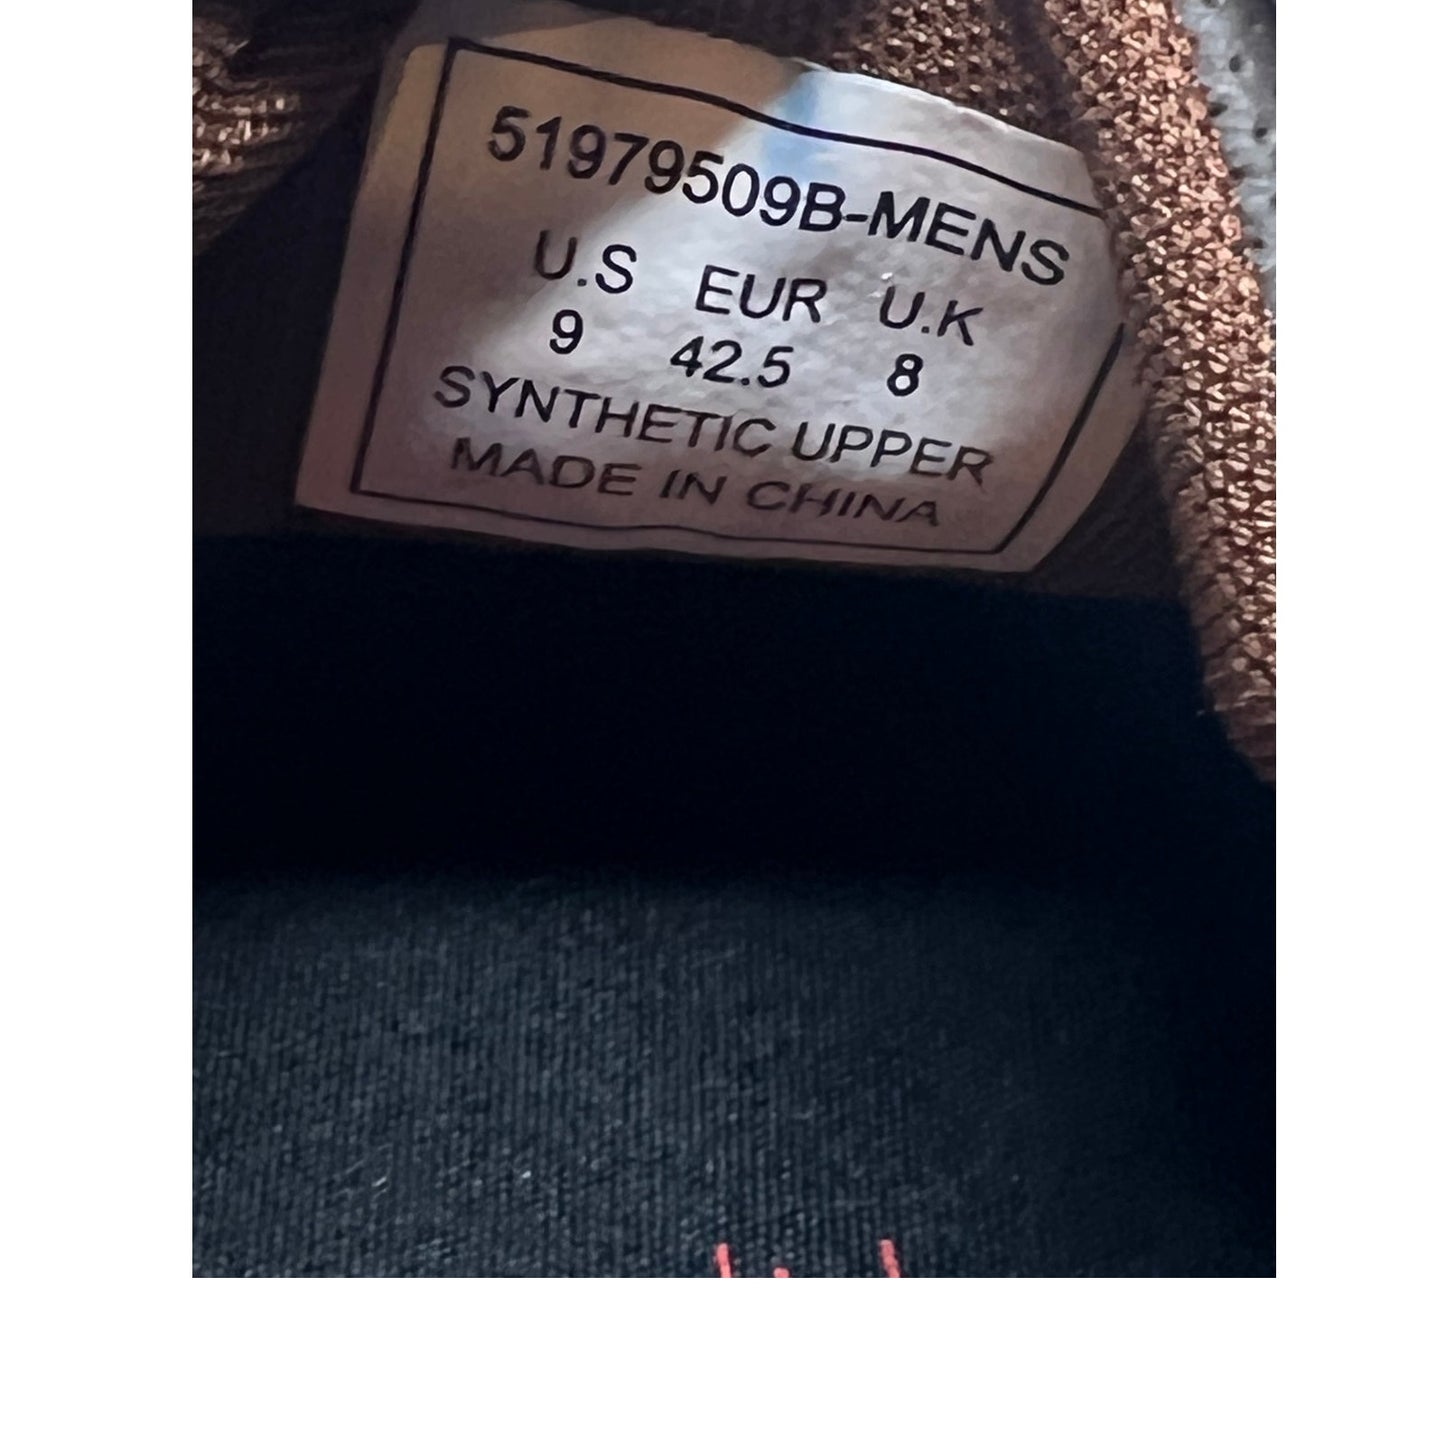 51979509B-MENS
U.S EUR U.K
9 42.5 8
SYNTHETIC UPPER
MADE IN CHINA